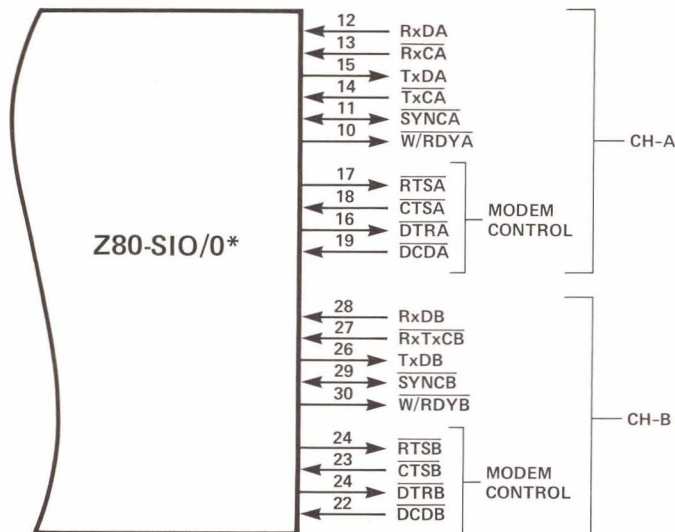 12 RxDA
13 RxCA
15 TxDA
14 TxCA
11 SYNCA
10 W/RDYA
CH-A
17 RTSA
18 CTSA
16 DTRA
19 DCDA
MODEM
CONTROL
Z80-SIO/0*
28 RxDB
27 RxTxCB
26 TxDB
29 SYNCB
30 W/RDYB
CH-B
24 RTSB
23 CTSB
24 DTRB
22 DCDB
MODEM
CONTROL